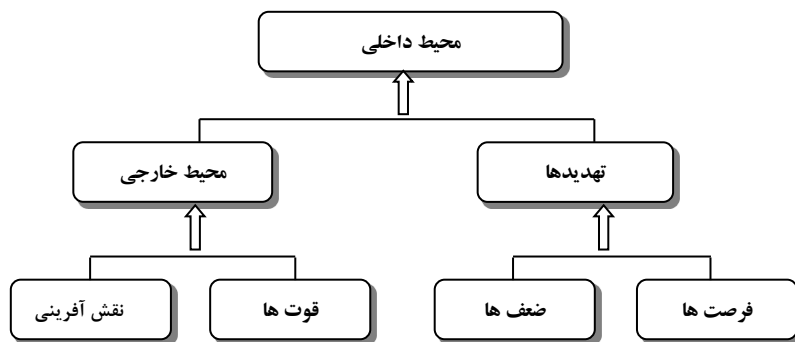 محیط داخلی
تهدیدها
محیط خارجی
فرصت ها
ضعف ها
قوت ها
نقش آفرینی